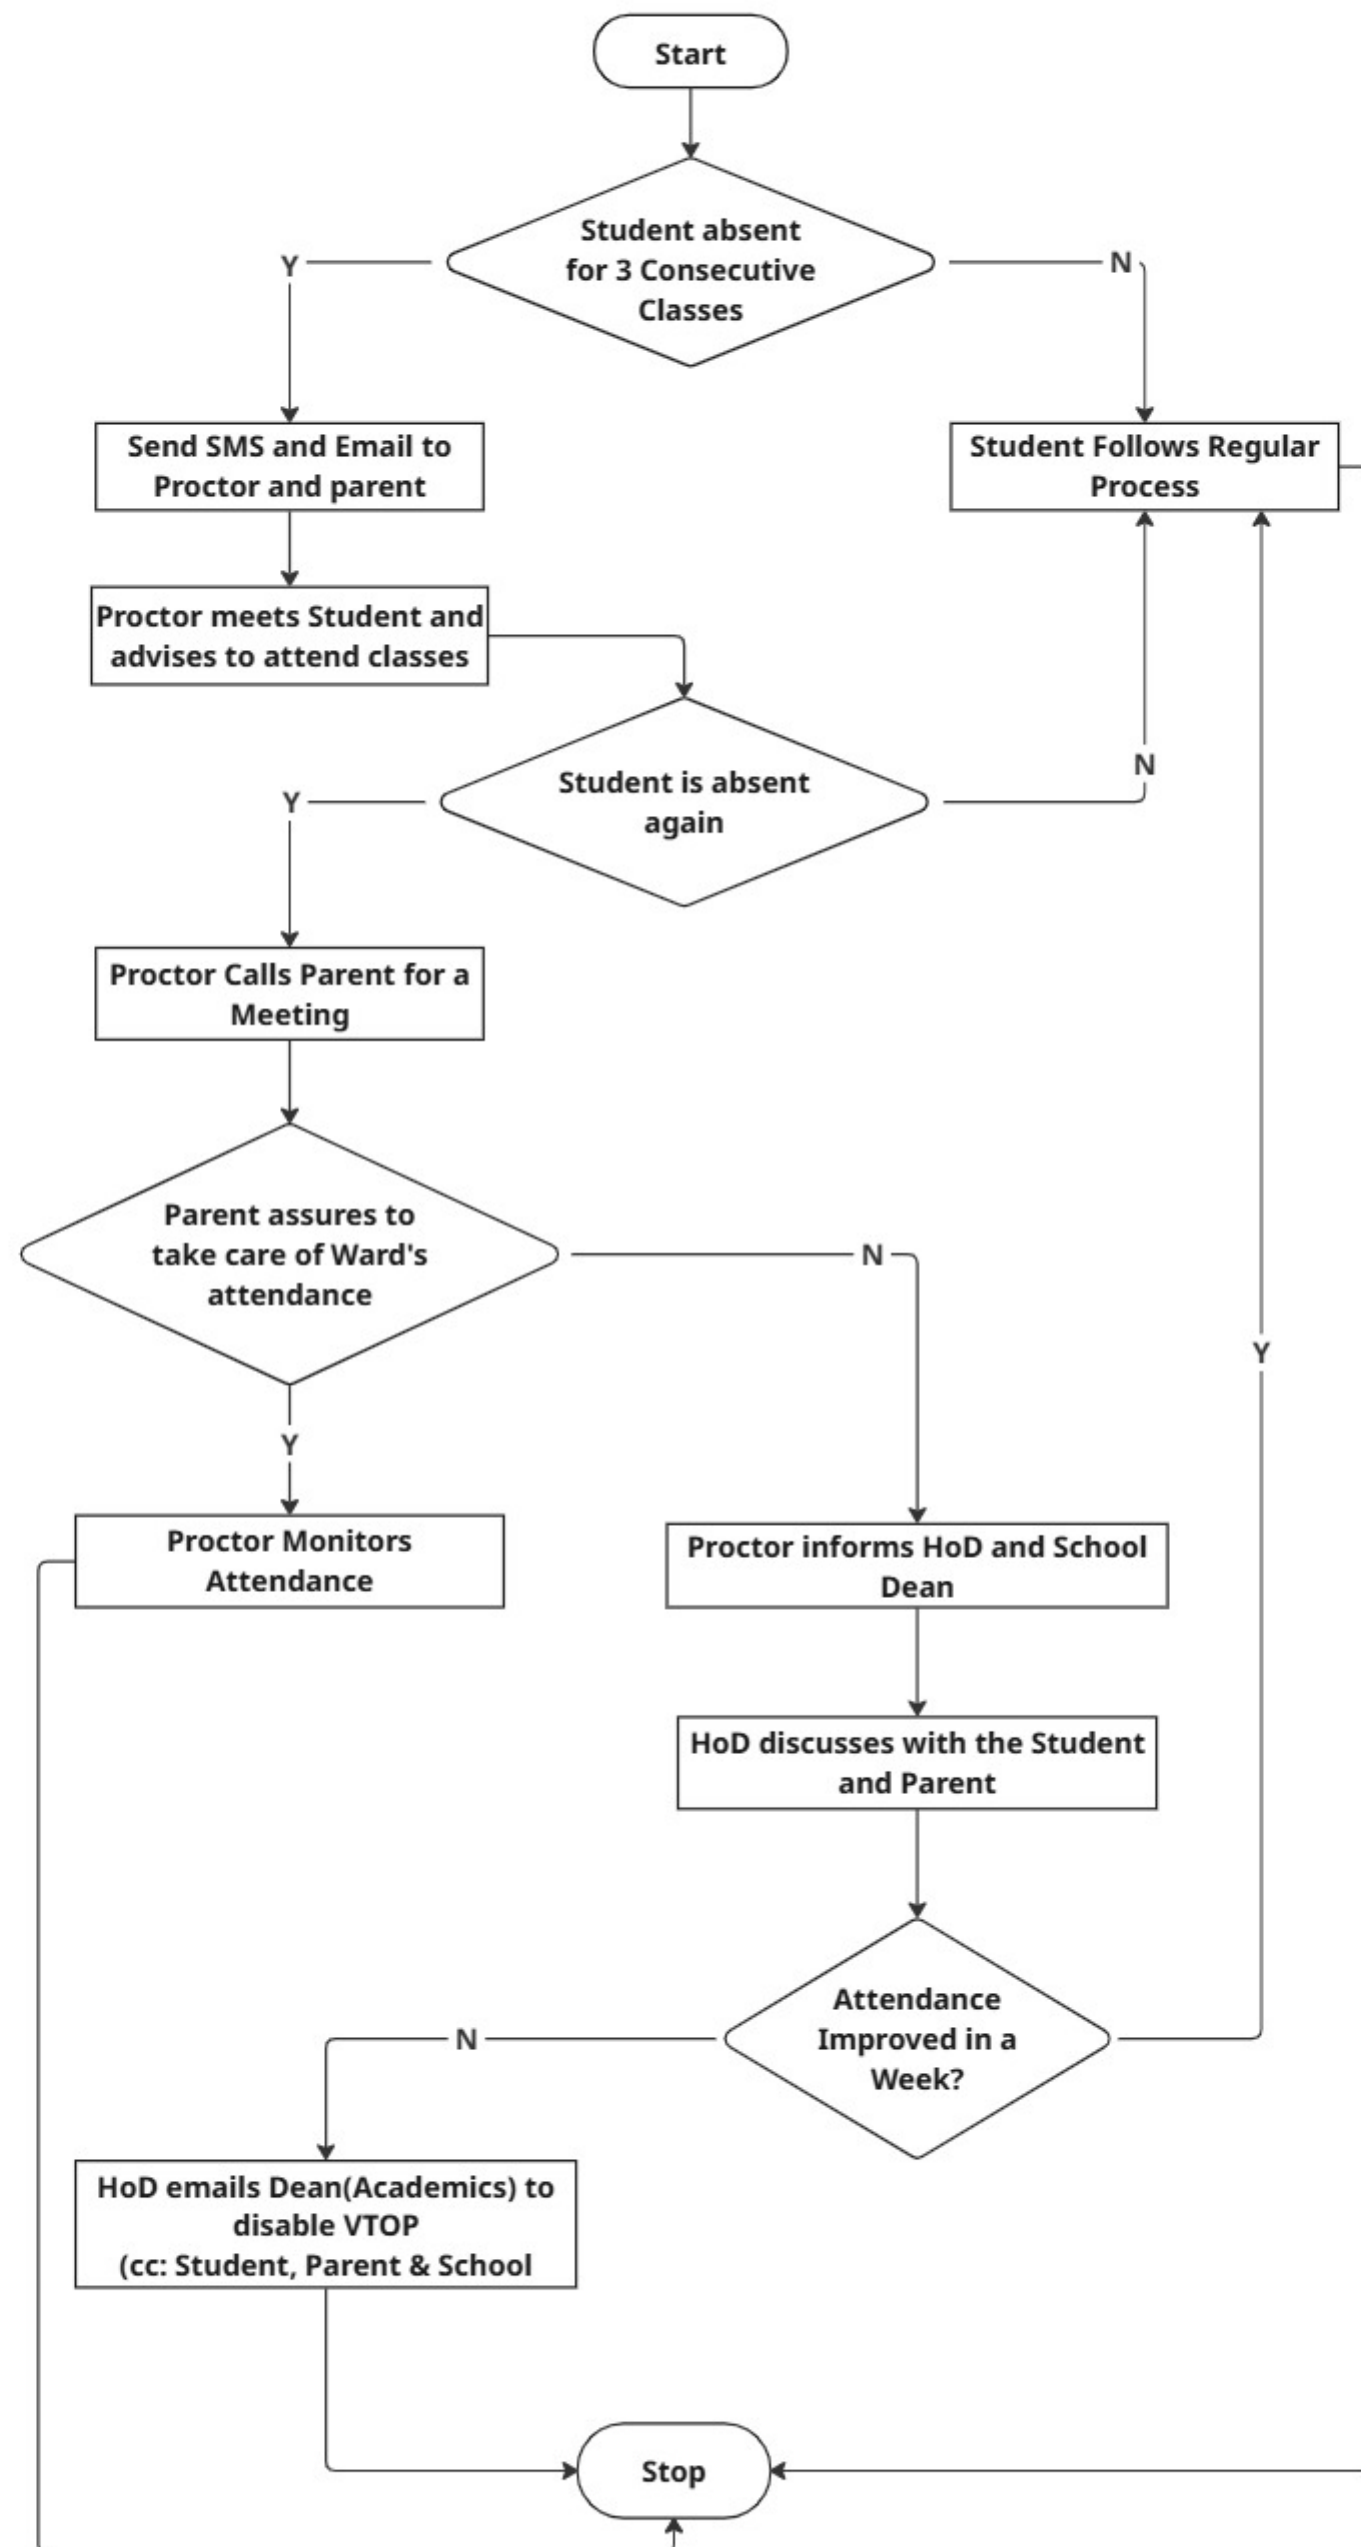 Start
Student absent
for 3 Consecutive
Classes
Y
N
Send SMS and Email to
Proctor and parent
Student Follows Regular
Process
Proctor meets Student and
advises to attend classes
Student is absent
again
Y
N
Proctor Calls Parent for a
Meeting
Parent assures to
take care of Ward's
attendance
N
Y
Y
Proctor Monitors
Attendance
Proctor informs HoD and School
Dean
HoD discusses with the Student
and Parent
Attendance
Improved in a
Week?
N
HoD emails Dean(Academics) to
disable VTOP
(cc: Student, Parent & School
Stop